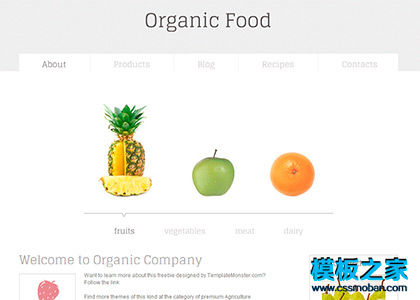 Organic Food
About Products Blog Recipes Contacts
fruits vegetables meat dairy
Welcome to Organic Company
Want to learn more about this freebie designed by TemplateMonster.com?
Follow the link
Find more themes of this kind at the category of premium Agriculture
模板之家
www.cssmoban.com